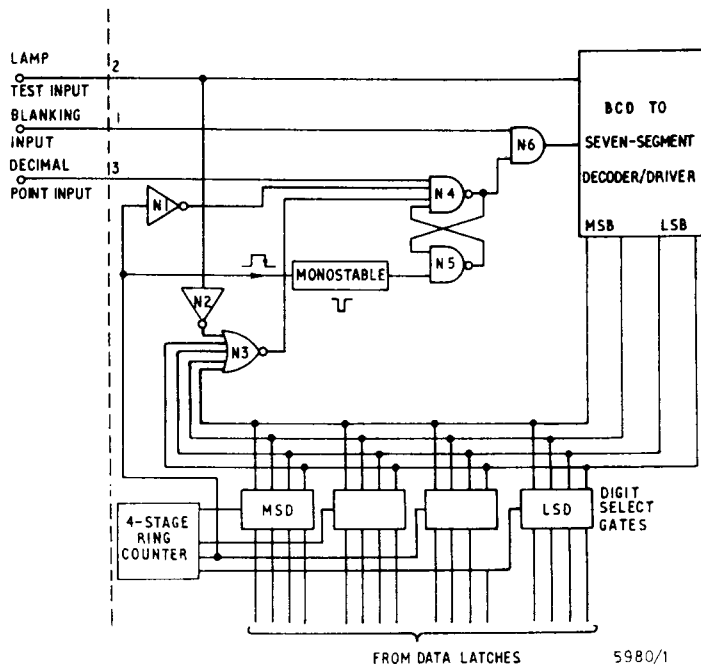 LAMP
2
TEST INPUT
BLANKING
1
INPUT
DECIMAL
3
POINT INPUT
BCD TO
SEVEN-SEGMENT
DECODER/DRIVER
MSB LSB
N6
N1
N4
N5
MONOSTABLE
N2
N3
4-STAGE
RING
COUNTER
MSD
LSD
DIGIT
SELECT
GATES
FROM DATA LATCHES
5980/1